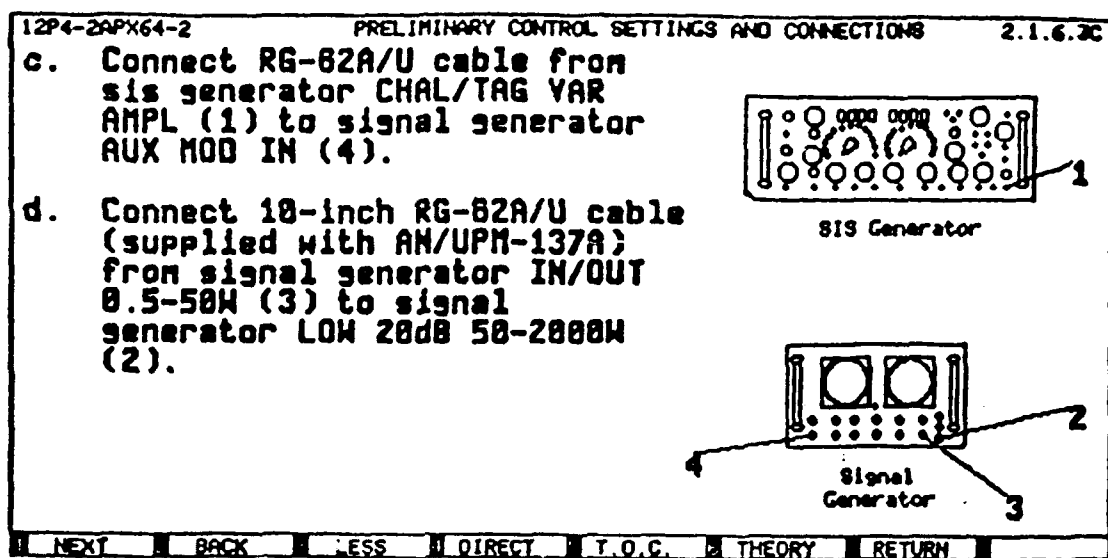 12P4-2APX64-2 PRELIMINARY CONTROL SETTINGS AND CONNECTIONS 2.1.6.3C
c. Connect RG-62A/U cable from
sis generator CHAL/TAG VAR
AMPL (1) to signal generator
AUX MOD IN (4).
d. Connect 10-inch RG-62A/U cable
(supplied with AN/UPM-137A)
from signal generator IN/OUT
0.5-50W (3) to signal
generator LOW 20dB 50-2000W
(2).
1
SIS Generator
2
4
3
Signal
Generator
NEXT BACK LESS DIRECT T.O.C. THEORY RETURN